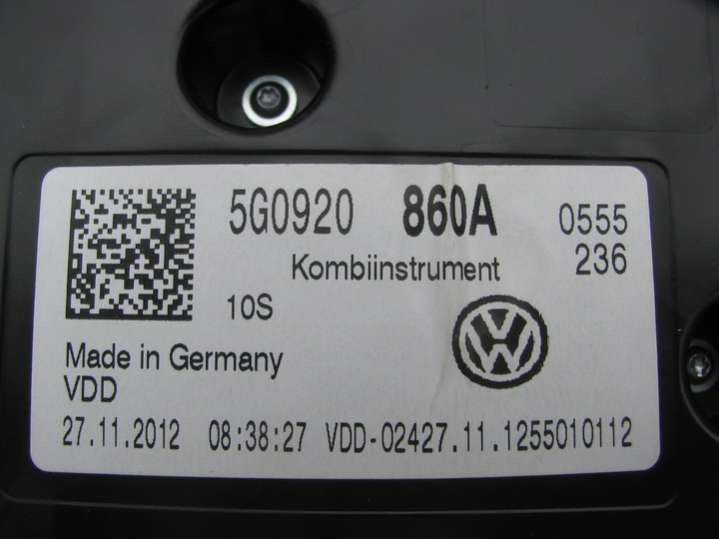 5G0920 860A 0555
Kombiinstrument 236
10S
Made in Germany
VDD
27.11.2012 08:38:27 VDD-02427.11.1255010112